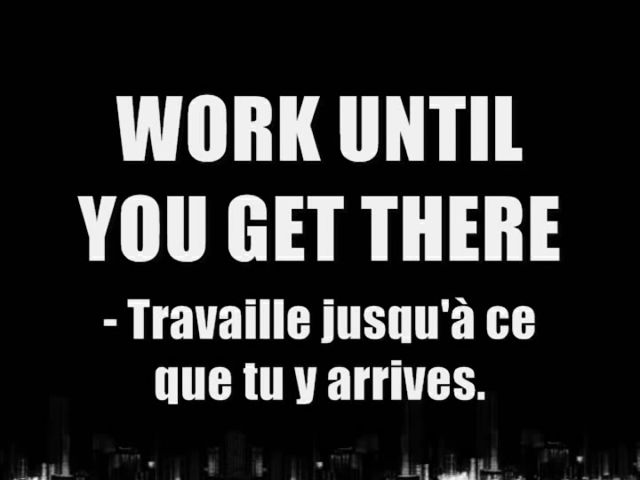 WORK UNTIL
YOU GET THERE
- Travaille jusqu'à ce
que tu y arrives.